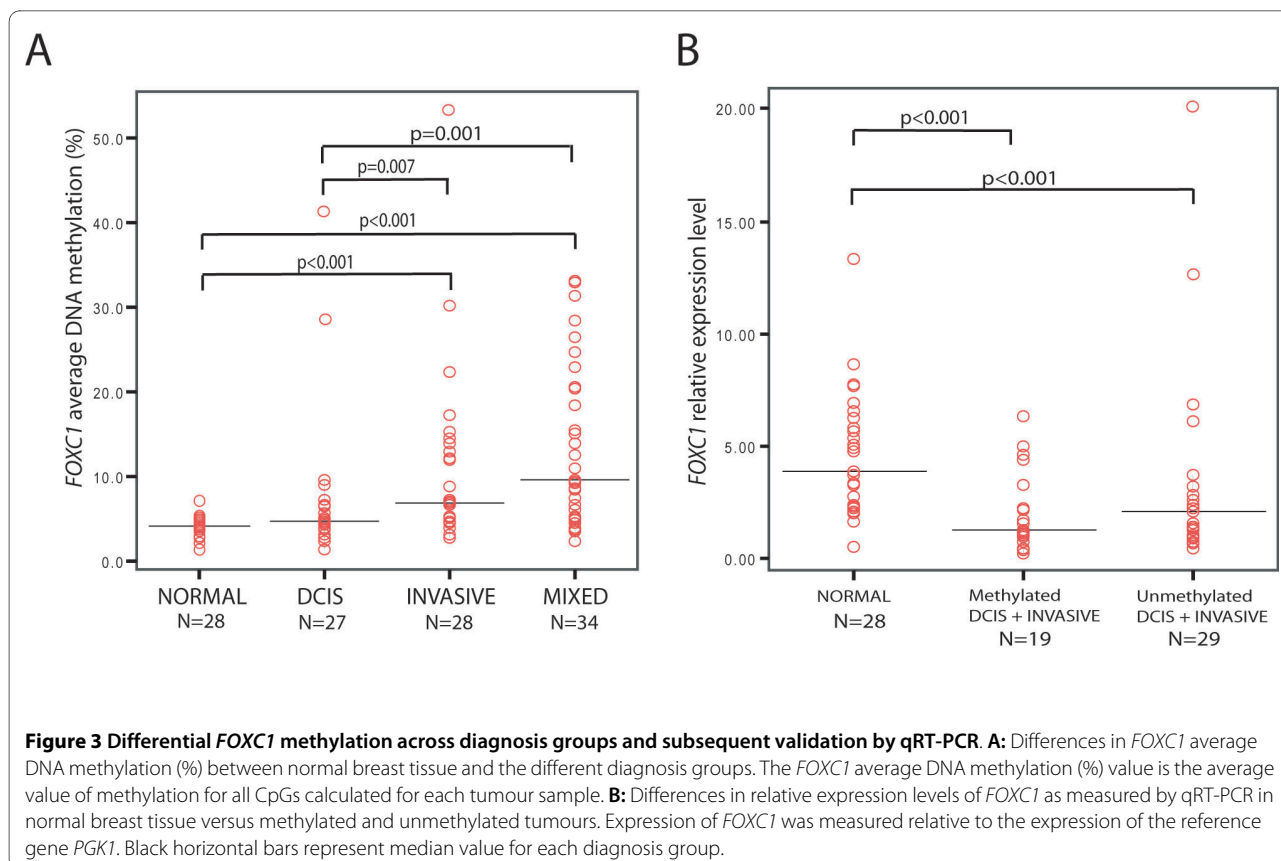 A
FOXC1 average DNA methylation (%)
50.0
40.0
30.0
20.0
10.0
0.0
p=0.001
p=0.007
p<0.001
p<0.001
NORMAL DCIS INVASIVE MIXED
N=28 N=27 N=28 N=34
B
FOXC1 relative expression level
20.00
15.00
10.00
5.00
0.00
p<0.001
p<0.001
NORMAL Methylated Unmethylated
DCIS + INVASIVE DCIS + INVASIVE
N=28 N=19 N=29
Figure 3 Differential FOXC1 methylation across diagnosis groups and subsequent validation by qRT-PCR. A: Differences in FOXC1 average
DNA methylation (%) between normal breast tissue and the different diagnosis groups. The FOXC1 average DNA methylation (%) value is the average
value of methylation for all CpGs calculated for each tumour sample. B: Differences in relative expression levels of FOXC1 as measured by qRT-PCR in
normal breast tissue versus methylated and unmethylated tumours. Expression of FOXC1 was measured relative to the expression of the reference
gene PGK1. Black horizontal bars represent median value for each diagnosis group.